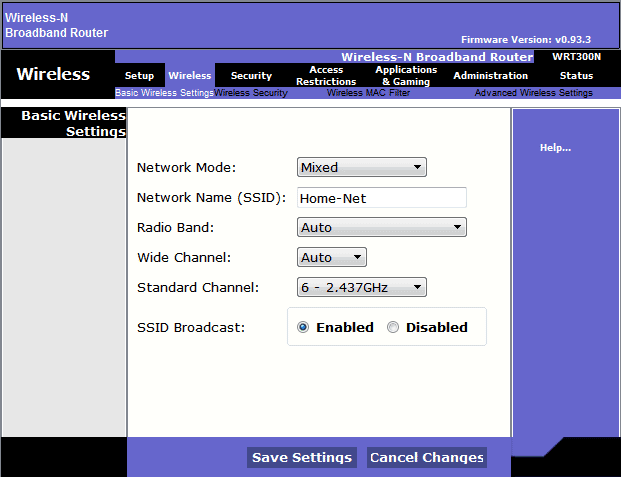 Wireless-N
Broadband Router
Firmware Version: v0.93.3
Wireless-N Broadband Router WRT300N
Wireless
Setup Wireless Security Access Restrictions Applications & Gaming Administration Status
Basic Wireless Settings Wireless Security Wireless MAC Filter Advanced Wireless Settings
Basic Wireless
Settings
Help...
Network Mode: Mixed
Network Name (SSID): Home-Net
Radio Band: Auto
Wide Channel: Auto
Standard Channel: 6 - 2.437GHz
SSID Broadcast: Enabled Disabled
Save Settings Cancel Changes